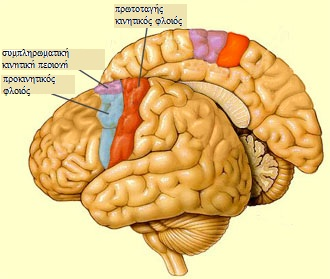 πρωτοταγής
κινητικός φλοιός
συμπληρωματική
κινητική περιοχή
προκινητικός
φλοιός